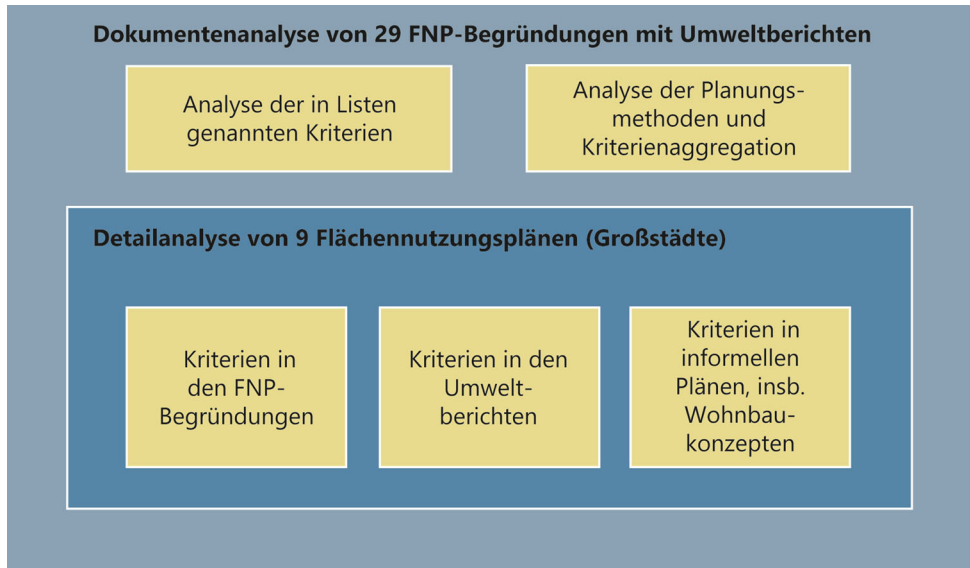 Dokumentenanalyse von 29 FNP-Begründungen mit Umweltberichten
Analyse der in Listen
genannten Kriterien
Analyse der Planungs-
methoden und
Kriterienaggregation
Detailanalyse von 9 Flächennutzungsplänen (Großstädte)
Kriterien in
den FNP-
Begründungen
Kriterien in den
Umwelt-
berichten
Kriterien in
informellen
Plänen, insb.
Wohnbau-
konzepten